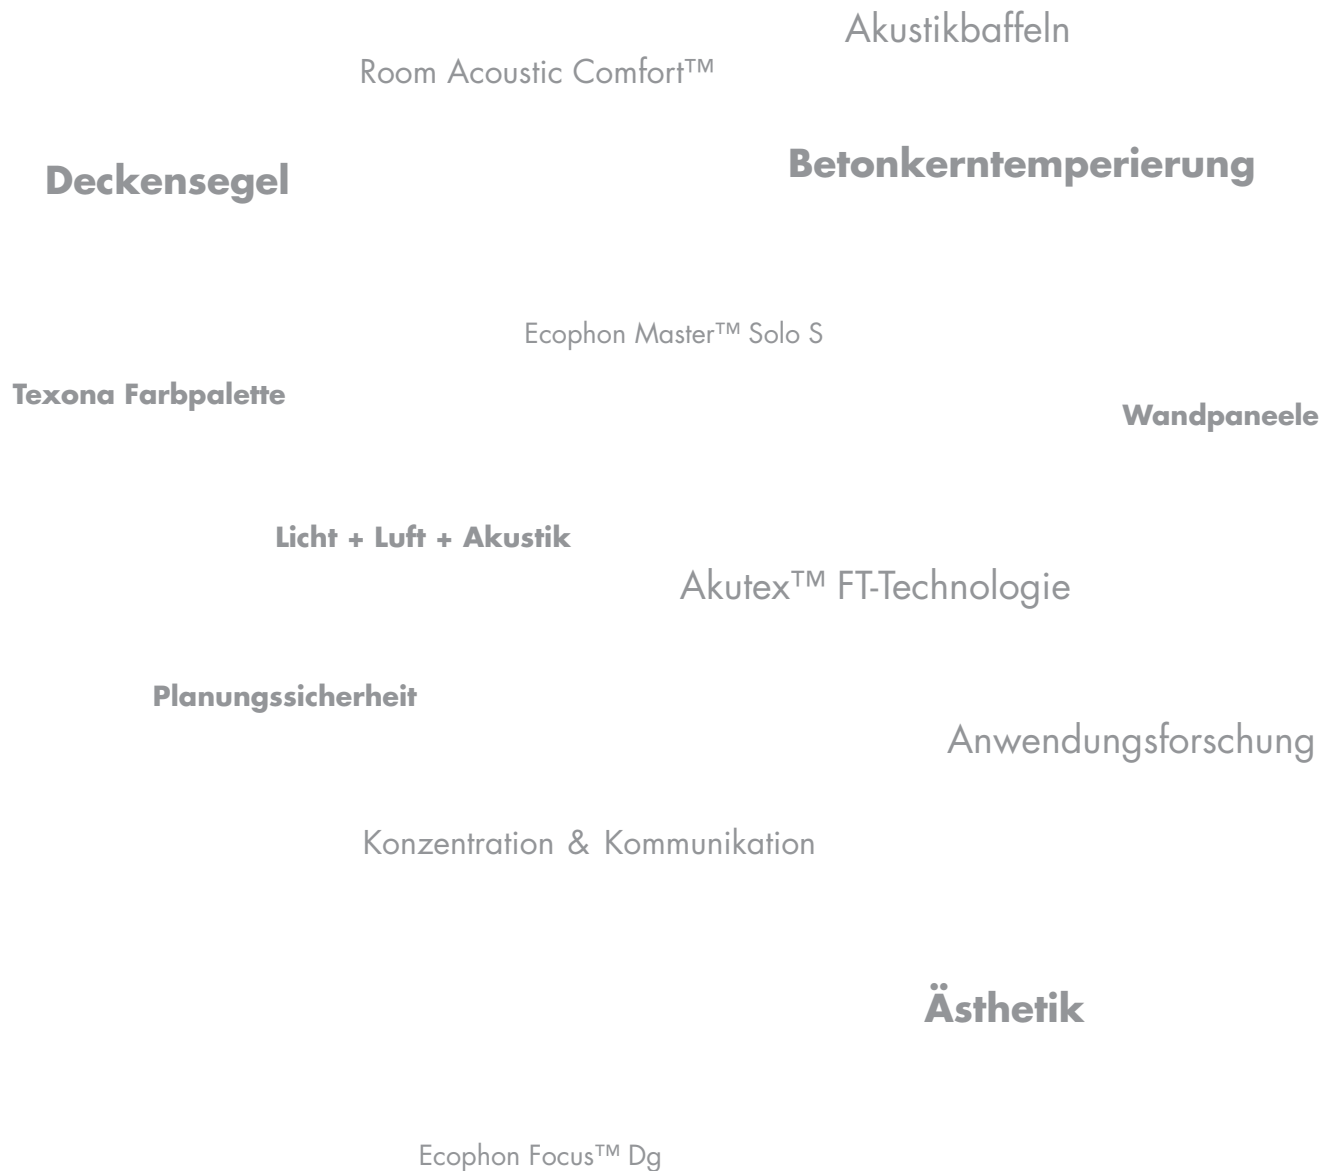 Akustikbaffeln
Room Acoustic Comfort™
Betonkerntemperierung
Deckensegel
Ecophon Master™ Solo S
Texona Farbpalette
Wandpaneele
Licht + Luft + Akustik
Akutex™ FT-Technologie
Planungssicherheit
Anwendungsforschung
Konzentration & Kommunikation
Ästhetik
Ecophon Focus™ Dg